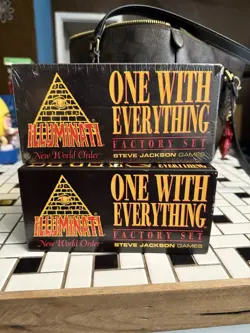 ILLUMINATI
New World Order
ONE WITH
EVERYTHING
FACTORY SET
STEVE JACKSON GAMES
ILLUMINATI
New World Order
ONE WITH
EVERYTHING
FACTORY SET
STEVE JACKSON GAMES